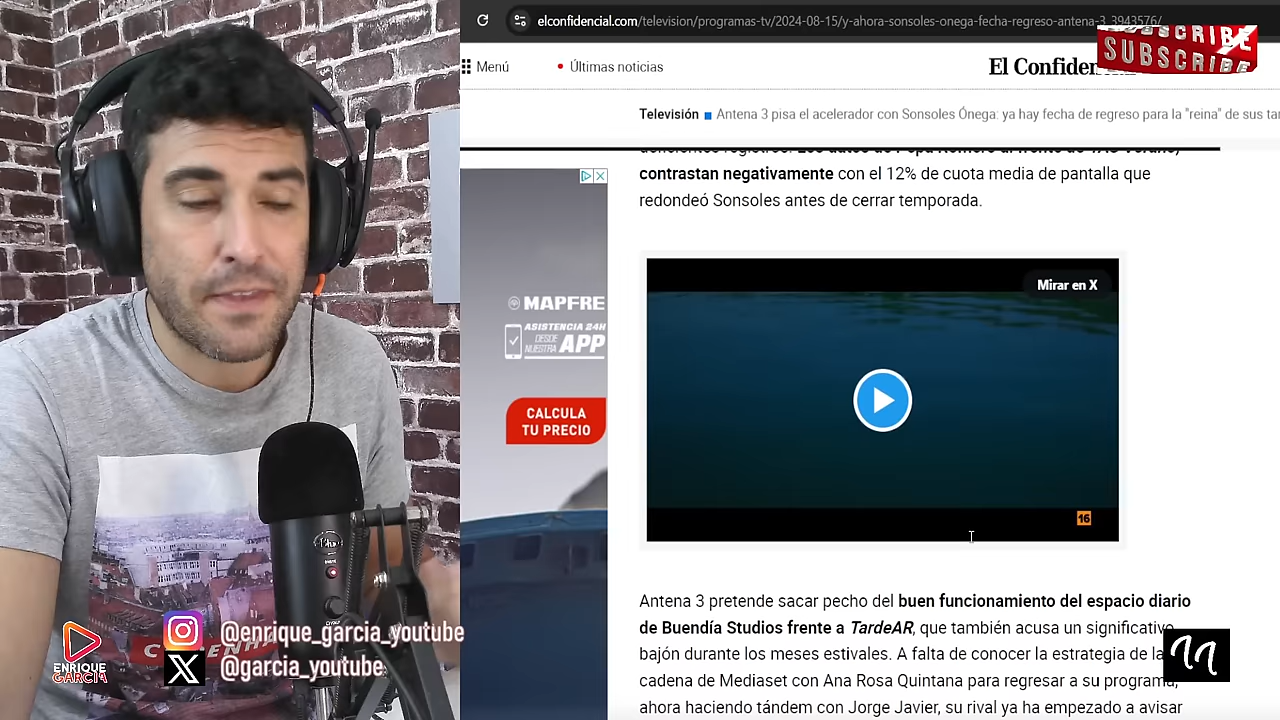 elconfidencial.com/television/programas-tv/2024-08-15/y-ahora-sonsoles-onega-fecha-regreso-antena-3_3943576/
SUBSCRIBE
SUBSCRIBE
Menú
Últimas noticias
El Confiden
Televisión
Antena 3 pisa el acelerador con Sonsoles Ónega: ya hay fecha de regreso para la "reina" de sus tar
contrastan negativamente con el 12% de cuota media de pantalla que
redondeó Sonsoles antes de cerrar temporada.
Mirar en X
MAPFRE
ASISTENCIA 24H
DESDE
NUESTRA APP
CALCULA
TU PRECIO
16
Antena 3 pretende sacar pecho del buen funcionamiento del espacio diario
de Buendía Studios frente a TardeAR, que también acusa un significativo
bajón durante los meses estivales. A falta de conocer la estrategia de la
cadena de Mediaset con Ana Rosa Quintana para regresar a su programa,
ahora haciendo tándem con Jorge Javier, su rival ya ha empezado a avisar
ENRIQUE
GARCIA
@enrique_garcia_youtube
@garcia_youtube